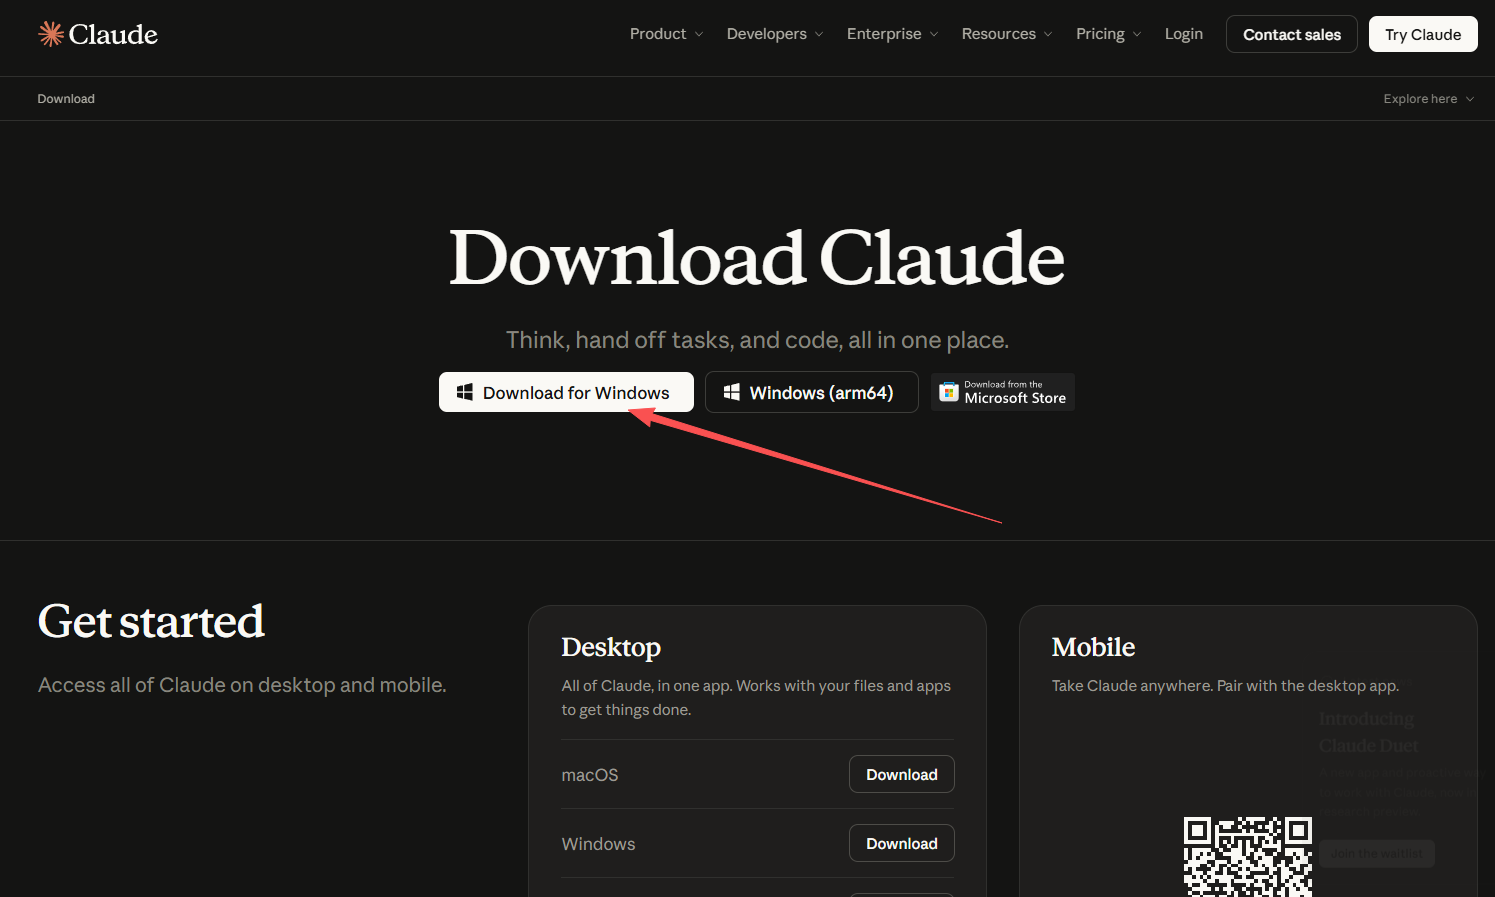 Claude
Product
Developers
Enterprise
Resources
Pricing
Login
Contact sales
Try Claude
Download
Explore here
Download Claude
Think, hand off tasks, and code, all in one place.
Download for Windows
Windows (arm64)
Download from the
Microsoft Store
Get started
Access all of Claude on desktop and mobile.
Desktop
All of Claude, in one app. Works with your files and apps
to get things done.
macOS
Download
Windows
Download
Mobile
Take Claude anywhere. Pair with the desktop app.
Introducing
Claude Duet
Join the waitlist